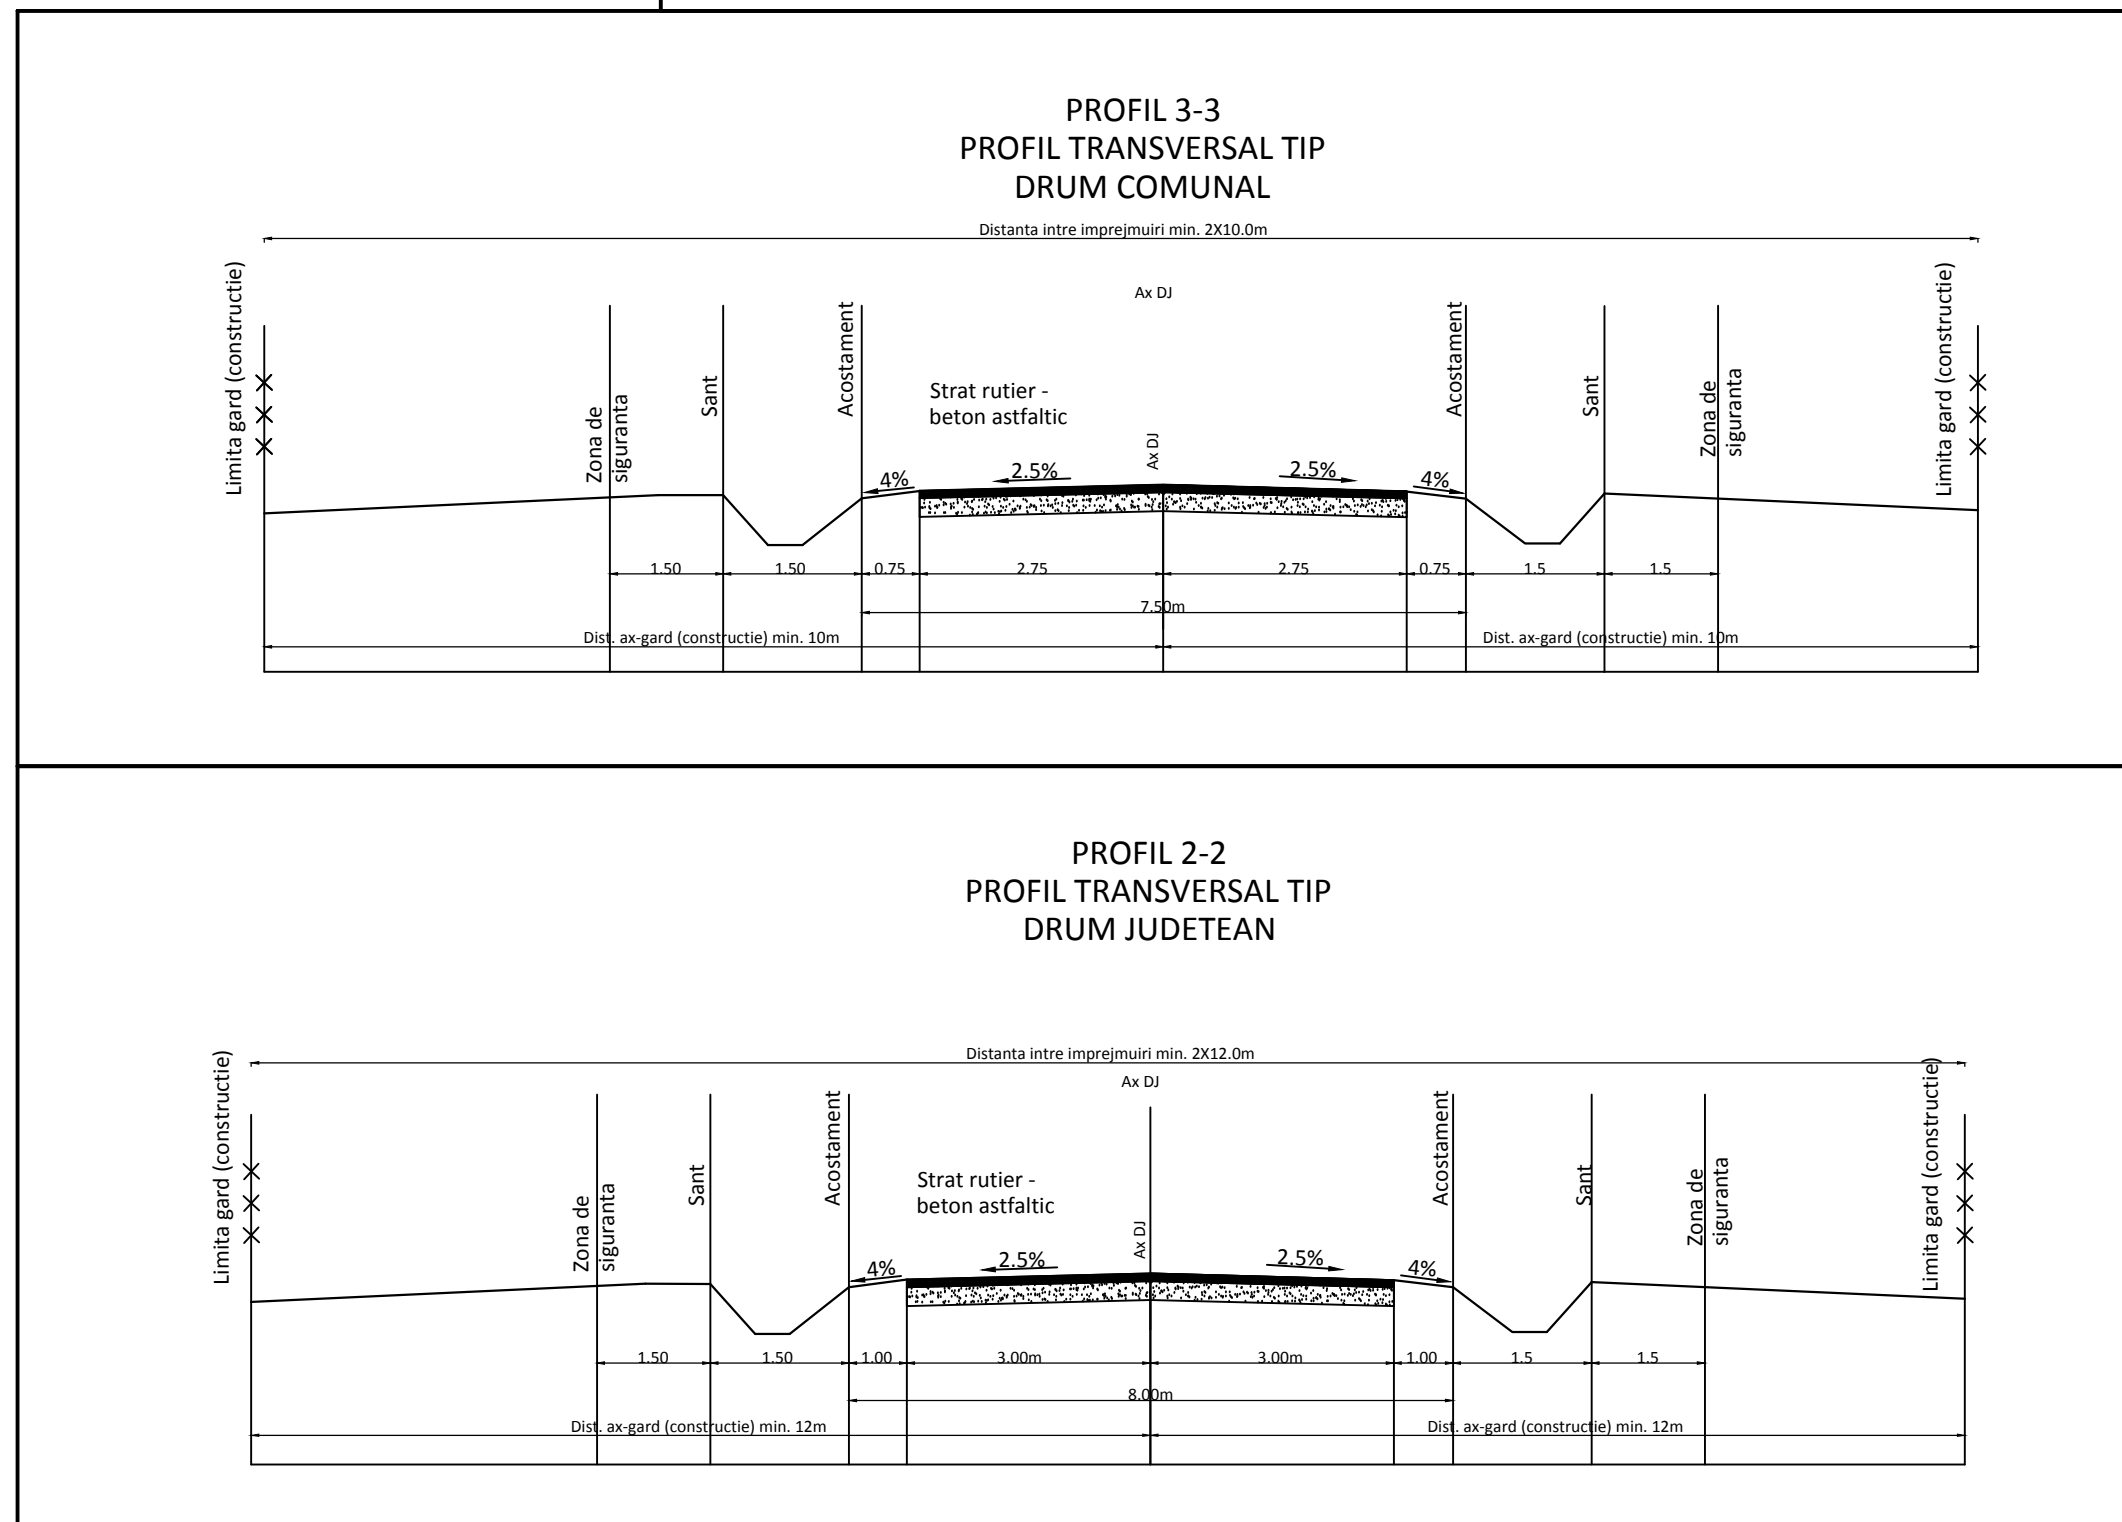 PROFIL 3-3
PROFIL TRANSVERSAL TIP
DRUM COMUNAL
Distanta intre imprejmuiri min. 2X10.0m
Ax DJ
Limita gard (constructie)
Zona de
siguranta
Sant
Acostament
Strat rutier -
beton astfaltic
Ax DJ
Acostament
Sant
Zona de
siguranta
Limita gard (constructie)
4%
2.5%
2.5%
4%
1.50
1.50
0.75
2.75
2.75
0.75
1.5
1.5
7.50m
Dist. ax-gard (constructie) min. 10m
Dist. ax-gard (constructie) min. 10m
PROFIL 2-2
PROFIL TRANSVERSAL TIP
DRUM JUDETEAN
Distanta intre imprejmuiri min. 2X12.0m
Ax DJ
Limita gard (constructie)
Zona de
siguranta
Sant
Acostament
Strat rutier -
beton astfaltic
Ax DJ
Acostament
Sant
Zona de
siguranta
Limita gard (constructie)
4%
2.5%
2.5%
4%
1.50
1.50
1.00
3.00m
3.00m
1.00
1.5
1.5
8.00m
Dist. ax-gard (constructie) min. 12m
Dist. ax-gard (constructie) min. 12m